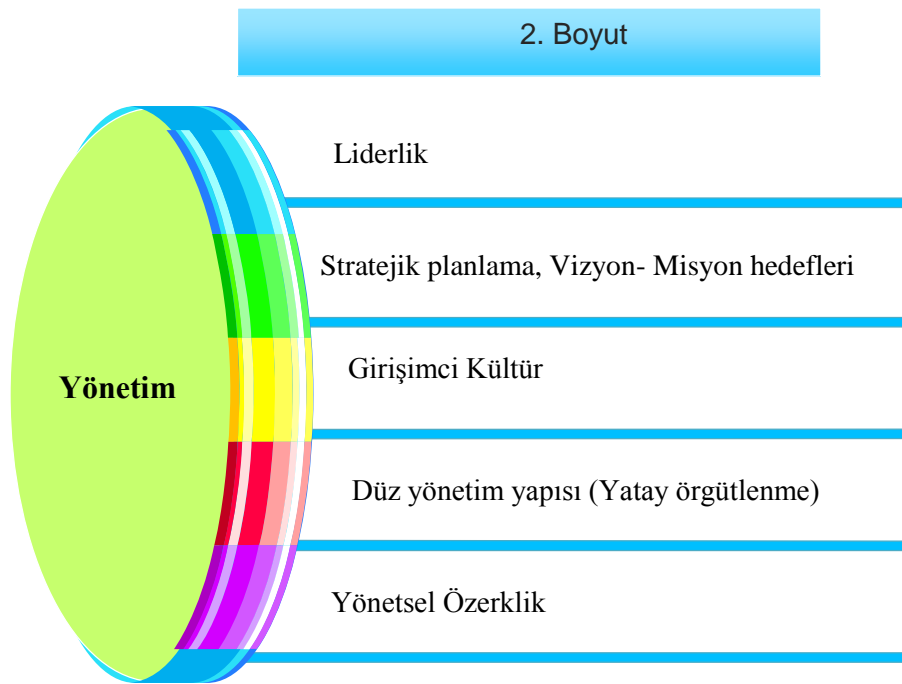 2. Boyut
Liderlik
Stratejik planlama, Vizyon- Misyon hedefleri
Girişimci Kültür
Yönetim
Düz yönetim yapısı (Yatay örgütlenme)
Yönetsel Özerklik